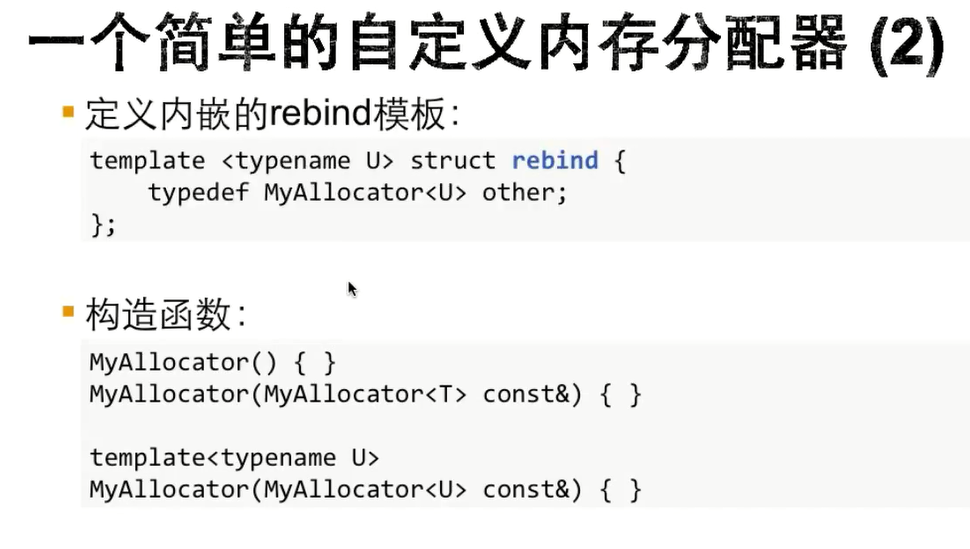 一个简单的自定义内存分配器 (2)
定义内嵌的rebind模板：
template <typename U> struct rebind {
    typedef MyAllocator<U> other;
};
构造函数：
MyAllocator() { }
MyAllocator(MyAllocator<T> const&) { }
template<typename U>
MyAllocator(MyAllocator<U> const&) { }